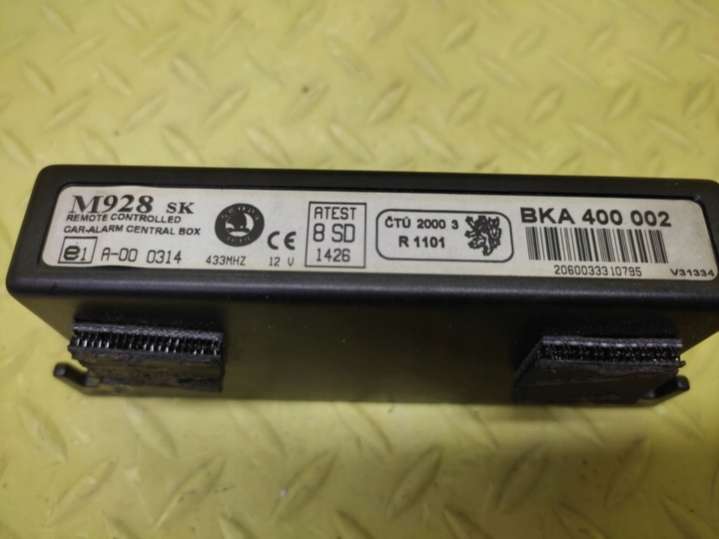 M928 SK
REMOTE CONTROLLED
CAR-ALARM CENTRAL BOX
e1 A-00 0314
433MHZ 12 V
CE
ATEST
8 SD
1426
ČTÚ 2000 3
R 1101
BKA 400 002
2060033310795
V31334